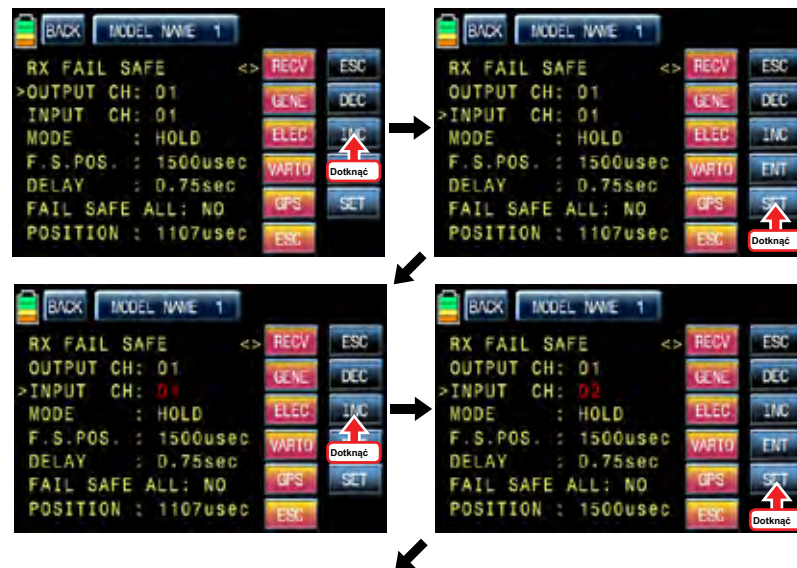 BACK MODEL NAME 1
RX FAIL SAFE <> RECV ESC
>OUTPUT CH: 01 GENE DEC
INPUT CH: 01
MODE : HOLD ELEC INC
F.S.POS. : 1500usec VARIO Dotknąć
DELAY : 0.75sec
FAIL SAFE ALL: NO GPS SET
POSITION : 1107usec ESC
BACK MODEL NAME 1
RX FAIL SAFE <> RECV ESC
OUTPUT CH: 01 GENE DEC
>INPUT CH: 01
MODE : HOLD ELEC INC
F.S.POS. : 1500usec VARIO ENT
DELAY : 0.75sec
FAIL SAFE ALL: NO GPS SET
POSITION : 1107usec ESC Dotknąć
BACK MODEL NAME 1
RX FAIL SAFE <> RECV ESC
OUTPUT CH: 01 GENE DEC
>INPUT CH: 01
MODE : HOLD ELEC INC
F.S.POS. : 1500usec VARIO Dotknąć
DELAY : 0.75sec
FAIL SAFE ALL: NO GPS SET
POSITION : 1107usec ESC
BACK MODEL NAME 1
RX FAIL SAFE <> RECV ESC
OUTPUT CH: 01 GENE DEC
>INPUT CH: 02
MODE : HOLD ELEC INC
F.S.POS. : 1500usec VARIO ENT
DELAY : 0.75sec
FAIL SAFE ALL: NO GPS SET
POSITION : 1500usec ESC Dotknąć